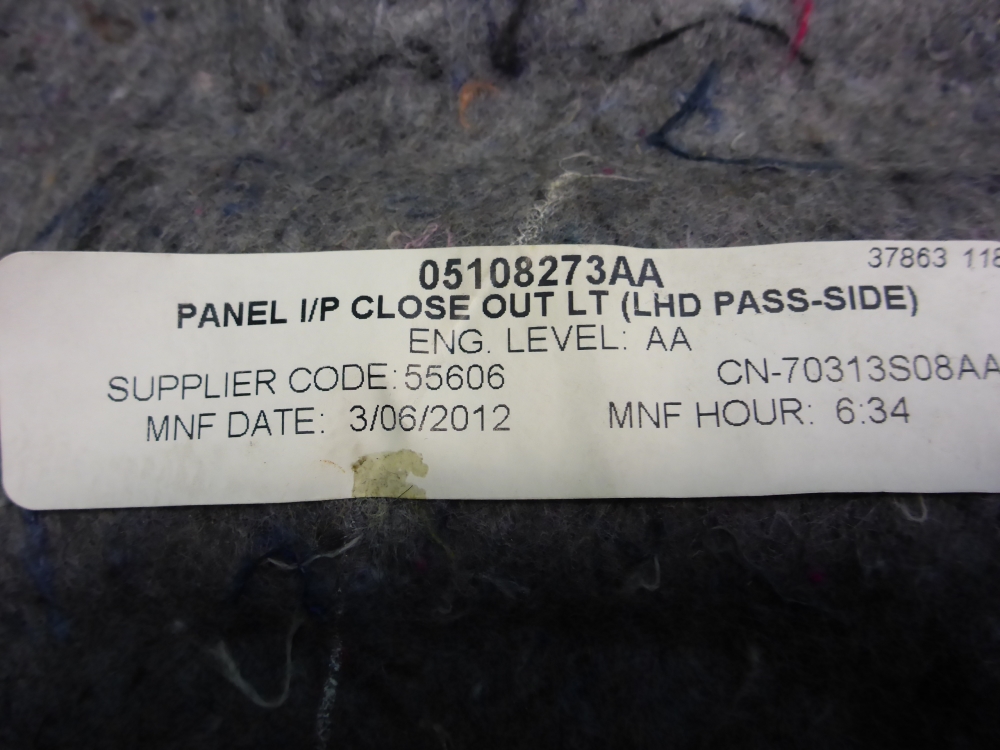 37863 118
05108273AA
PANEL I/P CLOSE OUT LT (LHD PASS-SIDE)
ENG. LEVEL: AA
SUPPLIER CODE: 55606 CN-70313S08AA
MNF DATE: 3/06/2012 MNF HOUR: 6:34